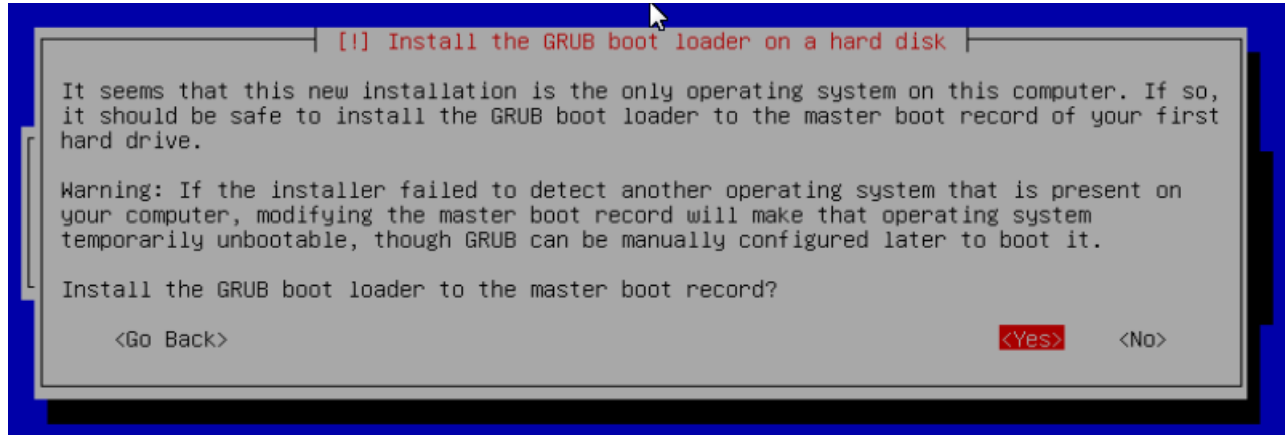 [!] Install the GRUB boot loader on a hard disk
It seems that this new installation is the only operating system on this computer. If so,
it should be safe to install the GRUB boot loader to the master boot record of your first
hard drive.
Warning: If the installer failed to detect another operating system that is present on
your computer, modifying the master boot record will make that operating system
temporarily unbootable, though GRUB can be manually configured later to boot it.
Install the GRUB boot loader to the master boot record?
<Go Back> <Yes> <No>